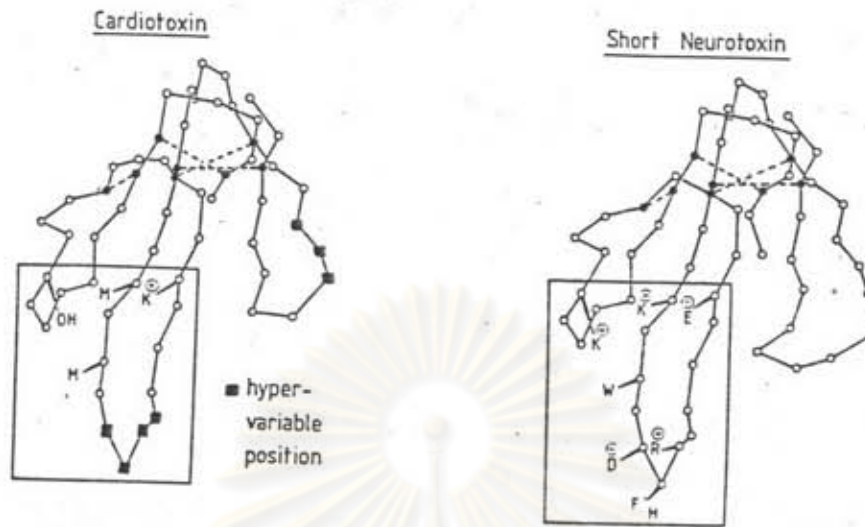 Cardiotoxin
Short Neurotoxin
M
K
⊕
OH
M
■ hyper-
variable
position
K
E
⊖
K
⊕
W
D
⊖
R
⊕
F
M